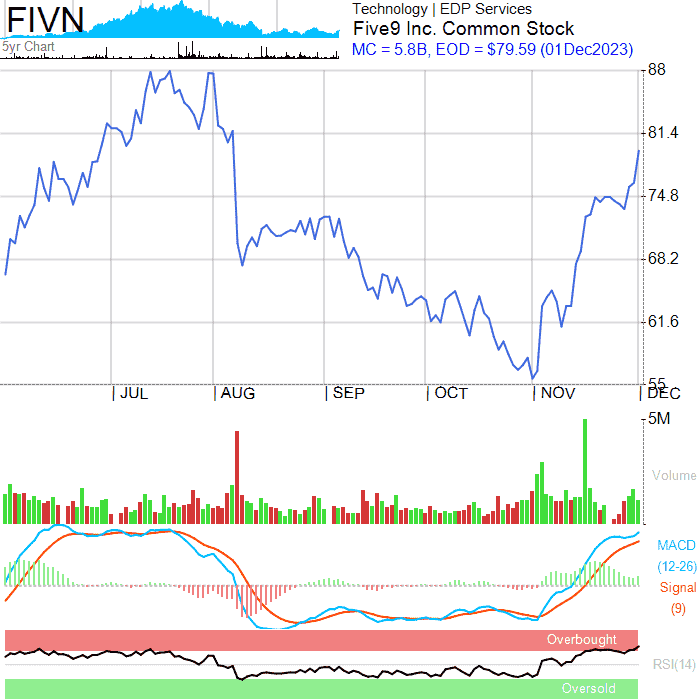 FIVN
5yr Chart
Technology | EDP Services
Five9 Inc. Common Stock
MC = 5.8B, EOD = $79.59 (01Dec2023)
88
81.4
74.8
68.2
61.6
55
JUL AUG SEP OCT NOV DEC
5M
Volume
MACD
(12-26)
Signal
(9)
Overbought
RSI(14)
Oversold